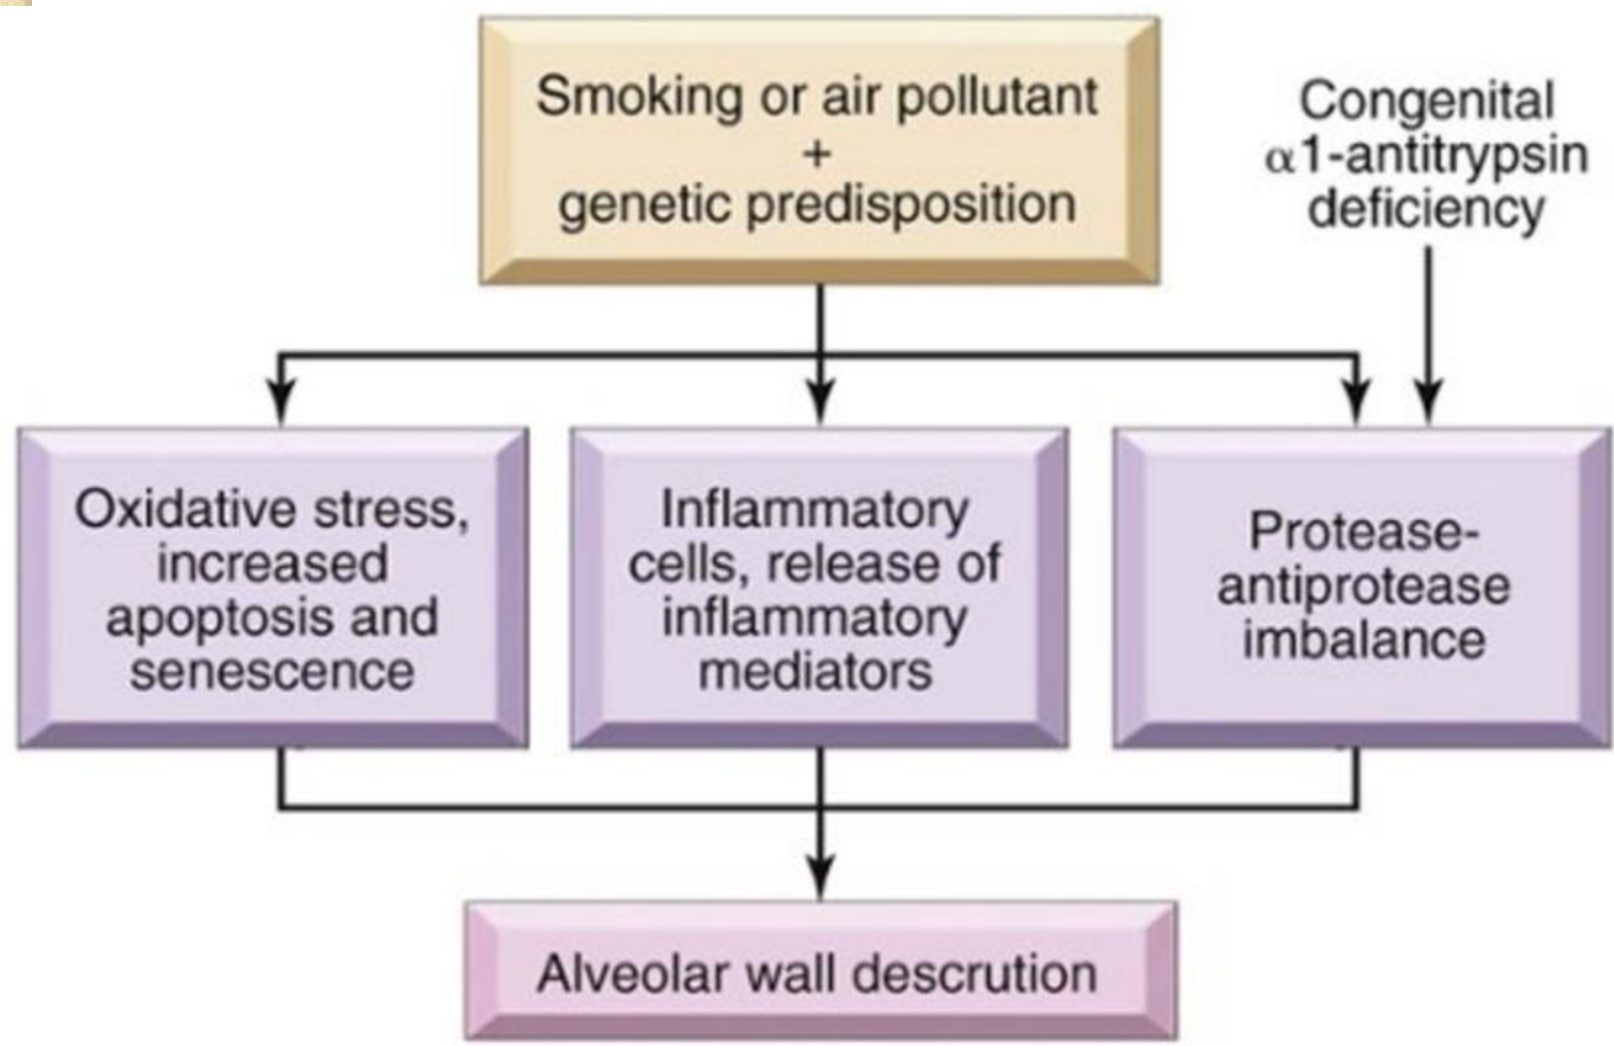 Smoking or air pollutant
+
genetic predisposition
Congenital
α1-antitrypsin
deficiency
Oxidative stress,
increased
apoptosis and
senescence
Inflammatory
cells, release of
inflammatory
mediators
Protease-
antiprotease
imbalance
Alveolar wall descrution